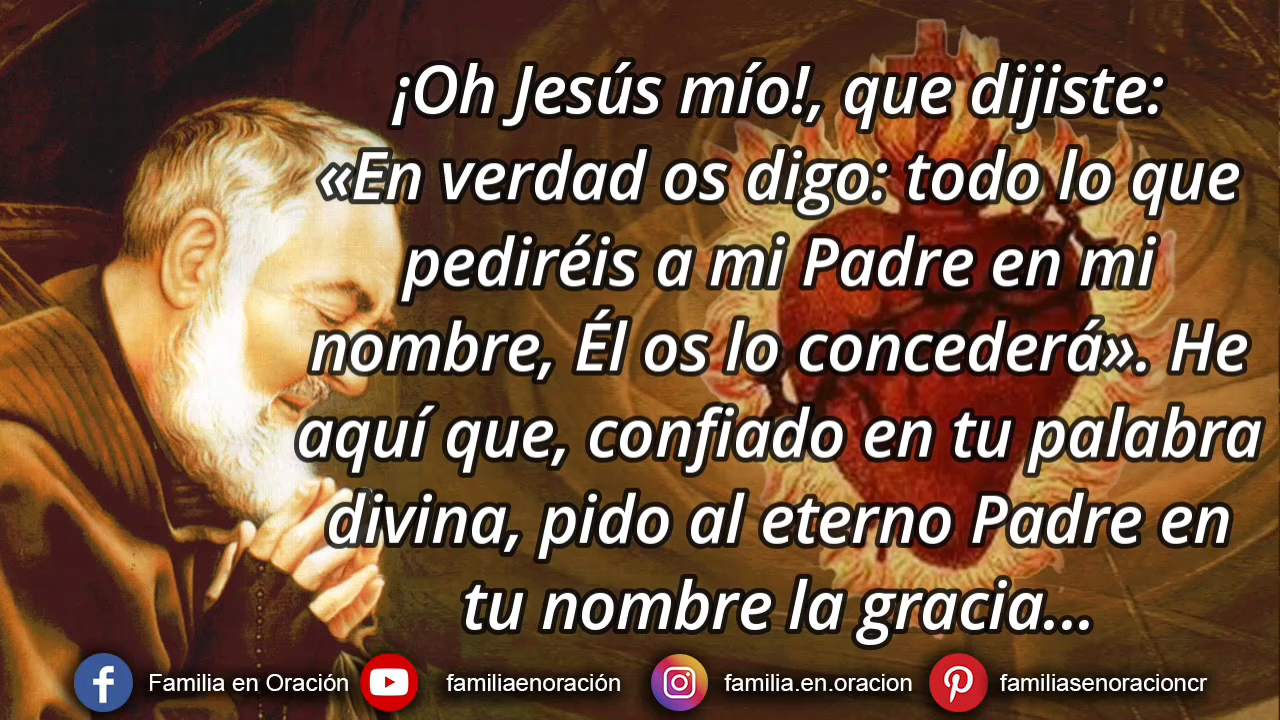 ¡Oh Jesús mío!, que dijiste:
«En verdad os digo: todo lo que
pediréis a mi Padre en mi
nombre, Él os lo concederá». He
aquí que, confiado en tu palabra
divina, pido al eterno Padre en
tu nombre la gracia...
Familia en Oración familiaenoración familia.en.oracion familiasenoracioncr